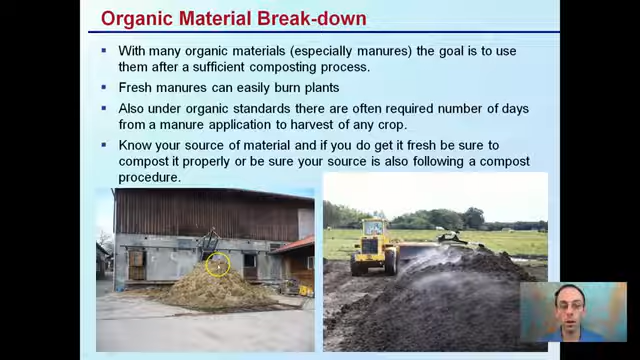 Organic Material Break-down
With many organic materials (especially manures) the goal is to use
them after a sufficient composting process.
Fresh manures can easily burn plants
Also under organic standards there are often required number of days
from a manure application to harvest of any crop.
Know your source of material and if you do get it fresh be sure to
compost it properly or be sure your source is also following a compost
procedure.